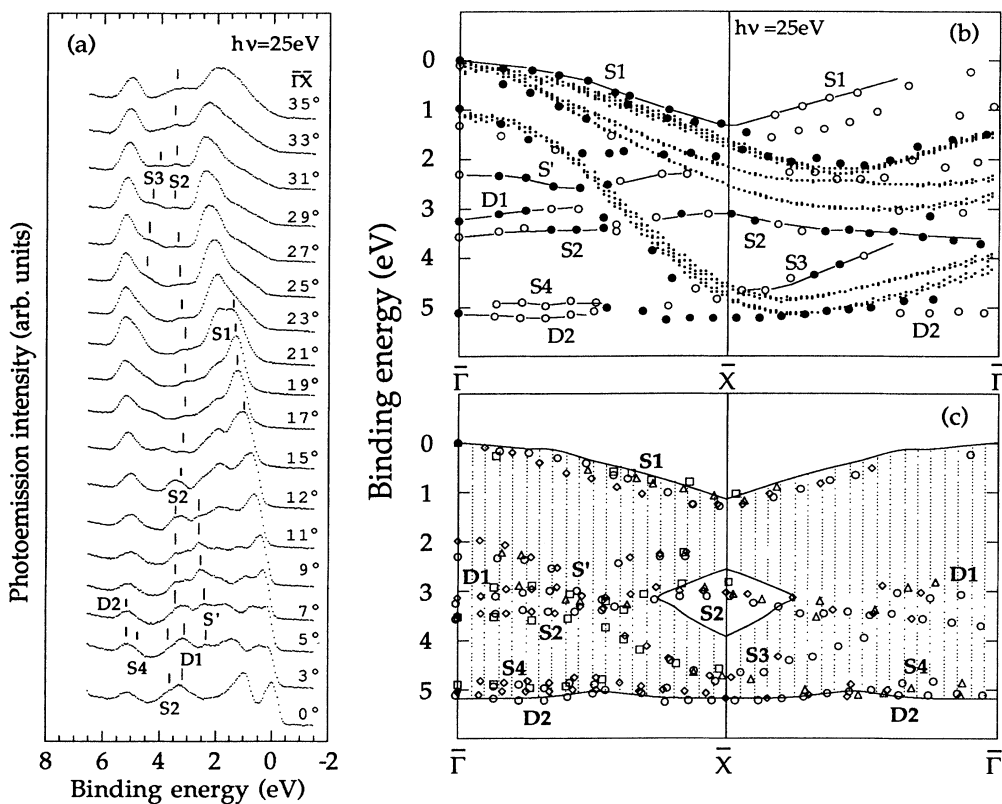 (a)
hν=25eV
Γ̅X̅
35°
33°
31°
S3
S2
29°
27°
25°
23°
S1
21°
19°
17°
15°
S2
12°
11°
9°
D2
7°
S'
5°
S4
D1
3°
S2
0°
8
6
4
2
0
-2
Binding energy (eV)
Photoemission intensity (arb. units)
hν=25eV
(b)
0
1
2
3
4
5
S1
S1
S'
D1
S2
S2
S3
S4
D2
D2
Γ̅
X̅
Γ̅
Binding energy (eV)
(c)
0
1
2
3
4
5
S1
D1
S'
D1
S2
S2
S4
S3
S4
D2
D2
Γ̅
X̅
Γ̅
Binding energy (eV)